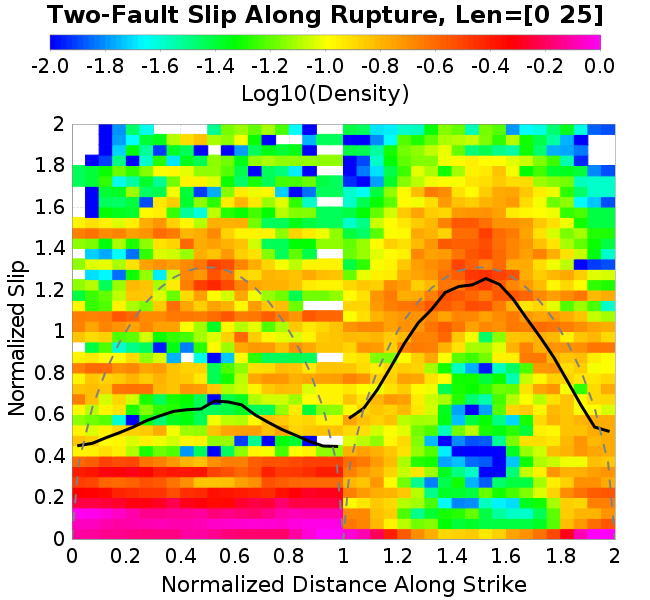 Two-Fault Slip Along Rupture, Len=[0 25]
-2.0 -1.8 -1.6 -1.4 -1.2 -1.0 -0.8 -0.6 -0.4 -0.2 0.0
Log10(Density)
2
1.8
1.6
1.4
1.2
1
0.8
0.6
0.4
0.2
0
Normalized Slip
0 0.2 0.4 0.6 0.8 1 1.2 1.4 1.6 1.8 2
Normalized Distance Along Strike